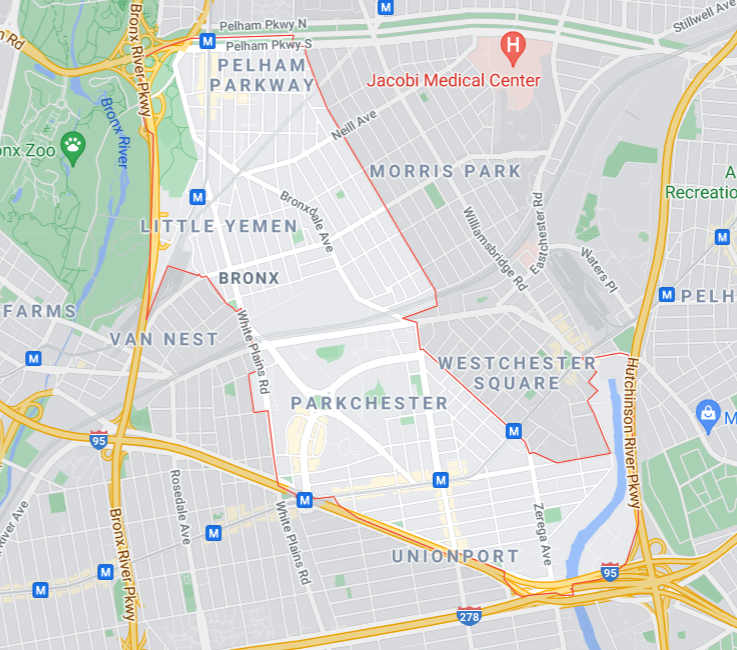 M
Stillwell Ave
Pelham Pkwy N
Bronx River Pkwy
M
Pelham Pkwy S
n Rd
H
PELHAM
PARKWAY
Jacobi Medical Center
Bronx River
Neill Ave
onx Zoo
MORRIS PARK
A
Recreatio
M
Bronxdale Ave
Williamsbridge Rd
Eastchester Rd
LITTLE YEMEN
M
Waters Pl
BRONX
M
PELH
FARMS
White Plains Rd
VAN NEST
M
WESTCHESTER
SQUARE
Hutchinson River Pkwy
PARKCHESTER
M
M
95
Rosedale Ave
M
M
White Plains Rd
Zerega Ave
River Ave
Bronx River Pkwy
M
UNIONPORT
M
95
M
278